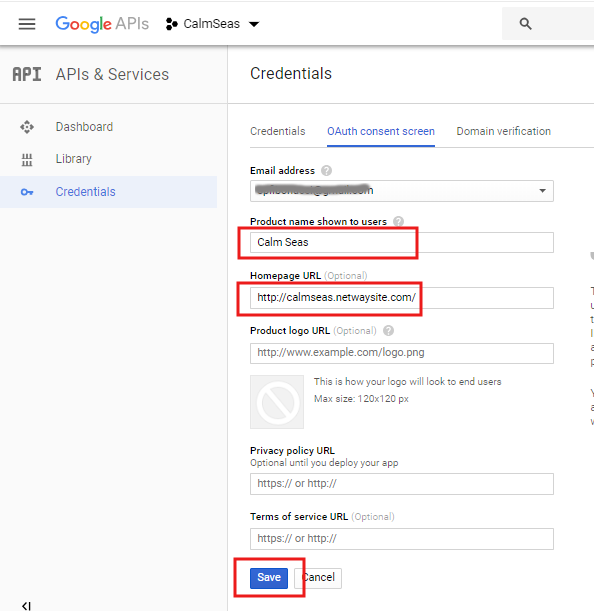 Google APIs CalmSeas
API APIs & Services
Credentials
Dashboard
Library
Credentials
Credentials OAuth consent screen Domain verification
Email address
Product name shown to users
Calm Seas
Homepage URL (Optional)
http://calmseas.netwaysite.com/
Product logo URL (Optional)
http://www.example.com/logo.png
This is how your logo will look to end users
Max size: 120x120 px
Privacy policy URL
Optional until you deploy your app
https:// or http://
Terms of service URL (Optional)
https:// or http://
Save Cancel